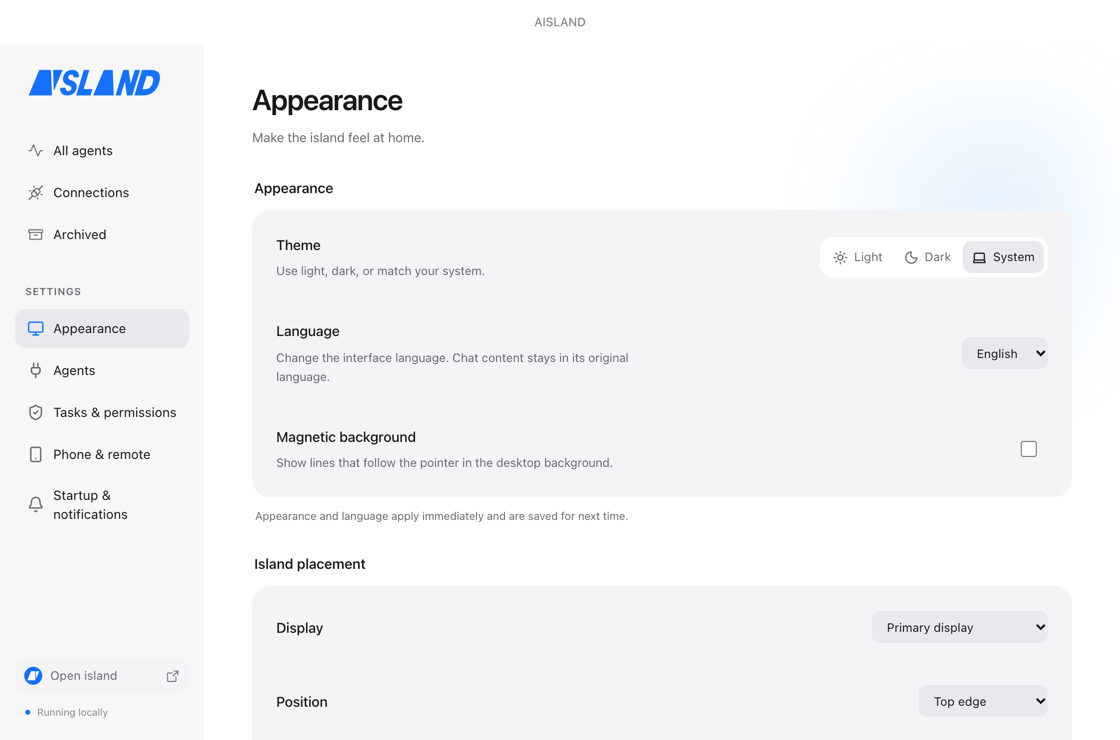 AISLAND
AISLAND
All agents
Connections
Archived
SETTINGS
Appearance
Agents
Tasks & permissions
Phone & remote
Startup &
notifications
Open island
Running locally
Appearance
Make the island feel at home.
Appearance
Theme
Use light, dark, or match your system.
Light
Dark
System
Language
Change the interface language. Chat content stays in its original
language.
English
Magnetic background
Show lines that follow the pointer in the desktop background.
Appearance and language apply immediately and are saved for next time.
Island placement
Display
Primary display
Position
Top edge